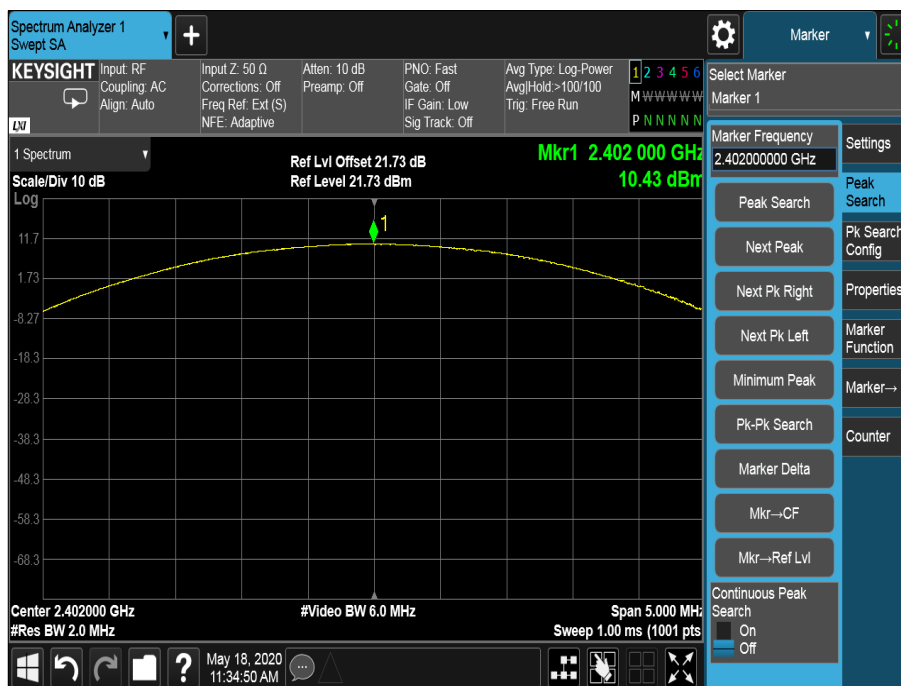 Spectrum Analyzer 1
Swept SA
Marker
KEYSIGHT
LXI
Input: RF
Coupling: AC
Align: Auto
Input Z: 50 Ω
Corrections: Off
Freq Ref: Ext (S)
NFE: Adaptive
Atten: 10 dB
Preamp: Off
PNO: Fast
Gate: Off
IF Gain: Low
Sig Track: Off
Avg Type: Log-Power
Avg|Hold:>100/100
Trig: Free Run
1 2 3 4 5 6
M W W W W W
P N N N N N
Select Marker
Marker 1
1 Spectrum
Scale/Div 10 dB
Log
Ref Lvl Offset 21.73 dB
Ref Level 21.73 dBm
Mkr1 2.402 000 GHz
10.43 dBm
1
11.7
1.73
-8.27
-18.3
-28.3
-38.3
-48.3
-58.3
-68.3
Center 2.402000 GHz
#Res BW 2.0 MHz
#Video BW 6.0 MHz
Span 5.000 MHz
Sweep 1.00 ms (1001 pts
Marker Frequency
2.402000000 GHz
Peak Search
Next Peak
Next Pk Right
Next Pk Left
Minimum Peak
Pk-Pk Search
Marker Delta
Mkr→CF
Mkr→Ref Lvl
Continuous Peak
Search
On
Off
Settings
Peak
Search
Pk Search
Config
Properties
Marker
Function
Marker→
Counter
?
May 18, 2020
11:34:50 AM